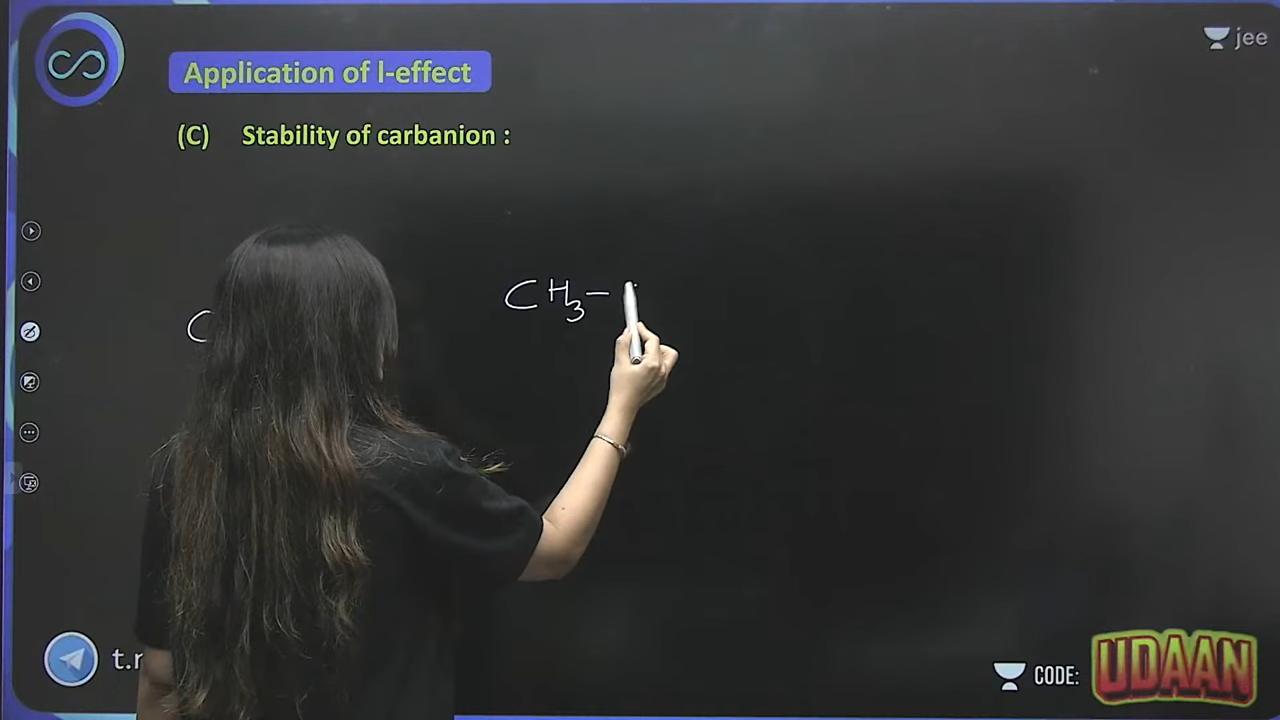 jee
Application of I-effect
(C) Stability of carbanion :
CH3-
C
t.
CODE: UDAAN